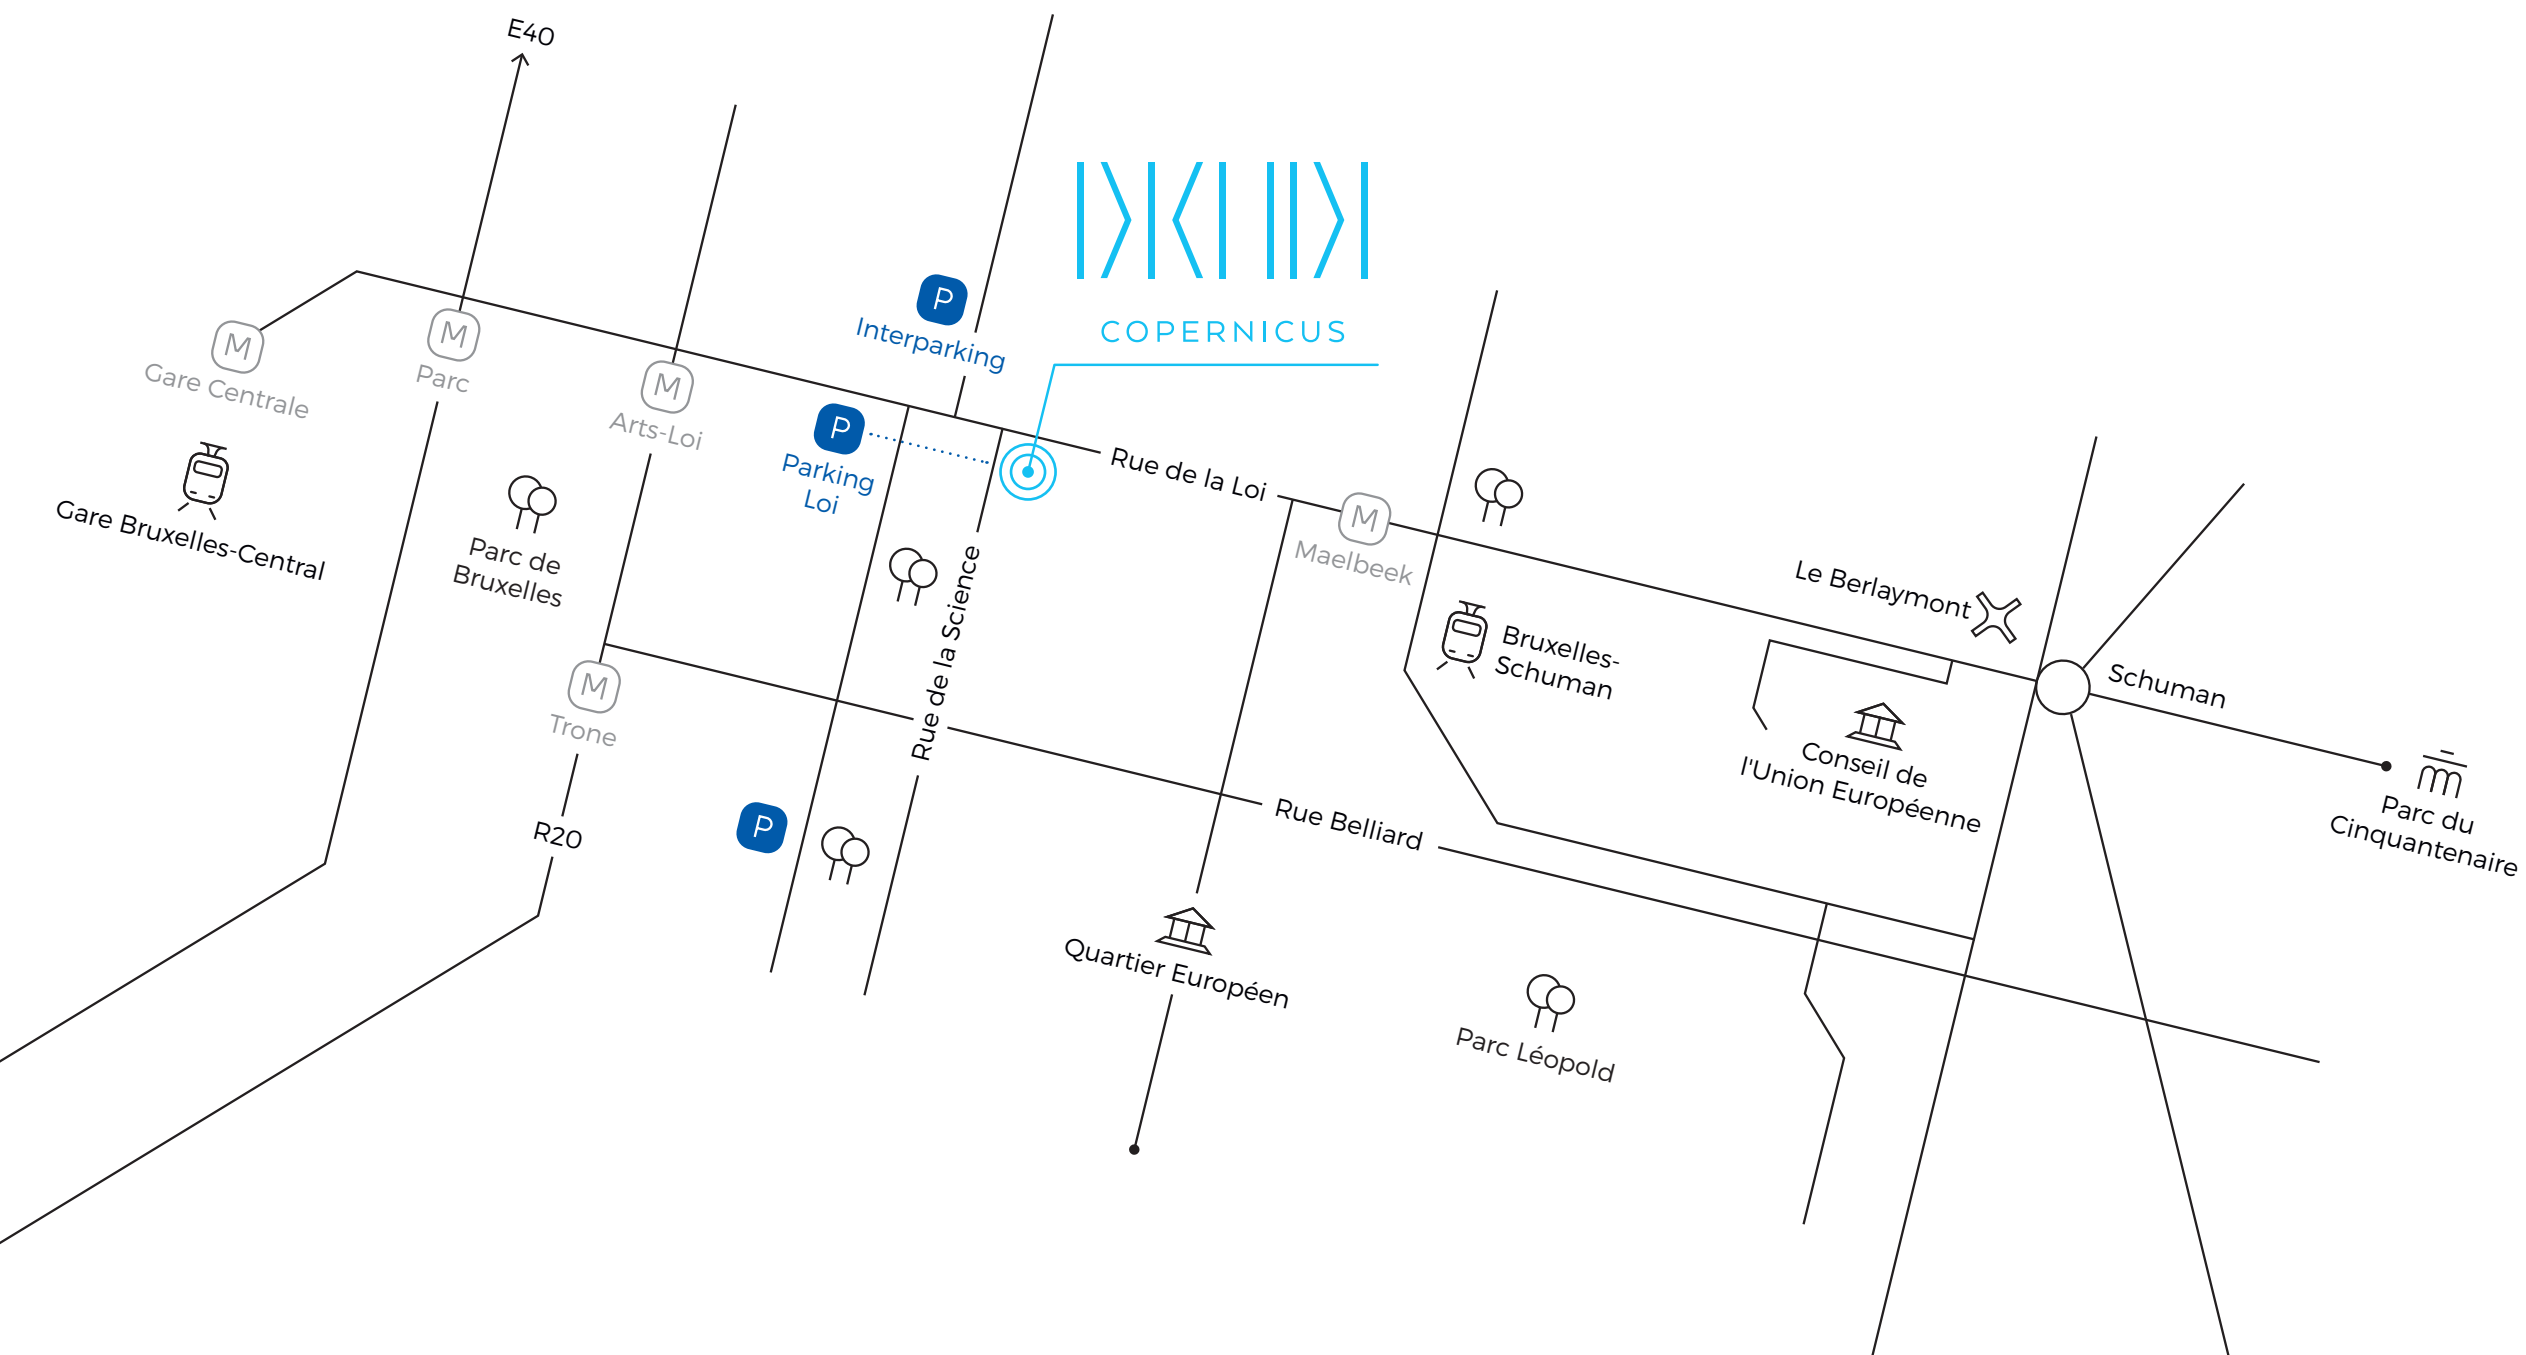 E40
COPERNICUS
P
Interparking
M
Gare Centrale
M
Parc
M
Arts-Loi
P
Parking
Loi
Rue de la Loi
M
Maelbeek
Gare Bruxelles-Central
Parc de
Bruxelles
Rue de la Science
Le Berlaymont
Bruxelles-
Schuman
Schuman
M
Trone
Conseil de
l'Union Européenne
Parc du
Cinquantenaire
R20
P
Rue Belliard
Quartier Européen
Parc Léopold